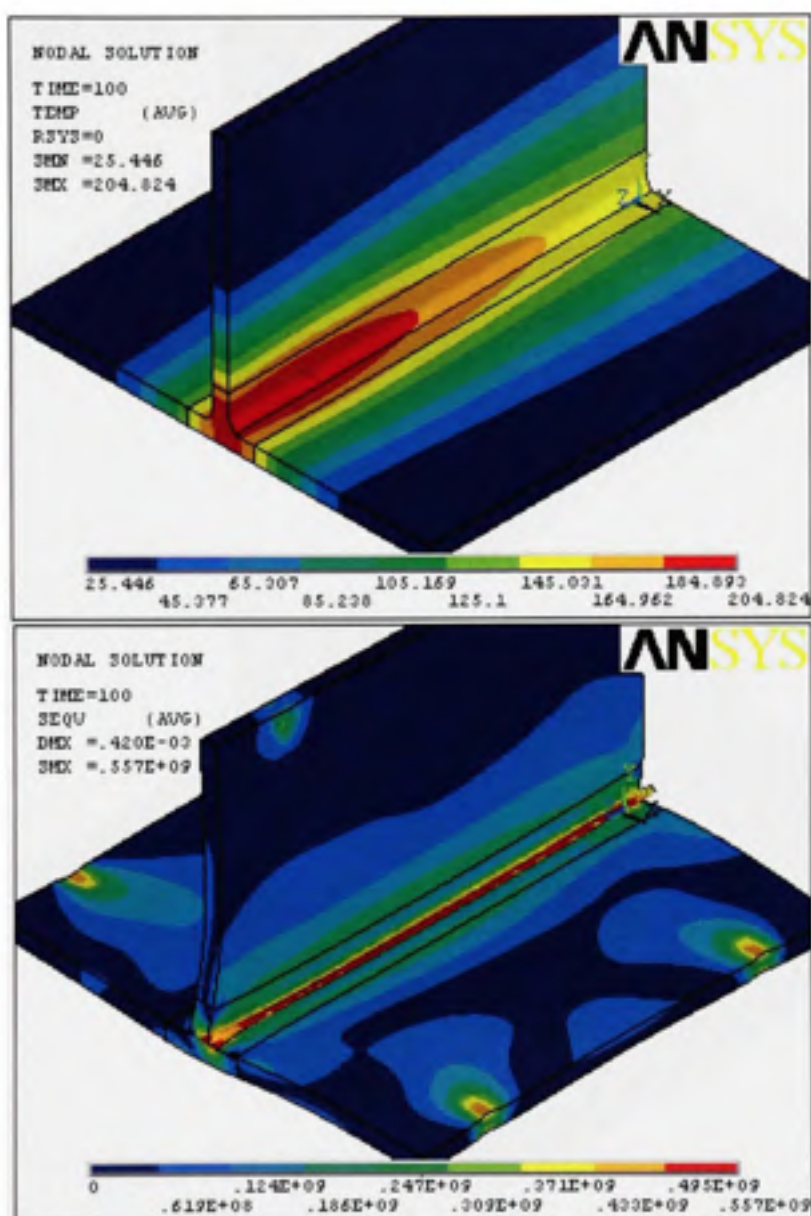 NODAL SOLUTION
TIME=100
TEMP (AVG)
RSYS=0
SMN =25.446
SMX =204.824
ANSYS
Z Y
25.446 65.307 105.169 145.031 184.893
45.377 85.238 125.1 164.962 204.824
NODAL SOLUTION
TIME=100
SEQV (AVG)
DMX =.420E-03
SMX =.557E+09
ANSYS
0 .124E+09 .247E+09 .371E+09 .495E+09
.619E+08 .186E+09 .309E+09 .433E+09 .557E+09